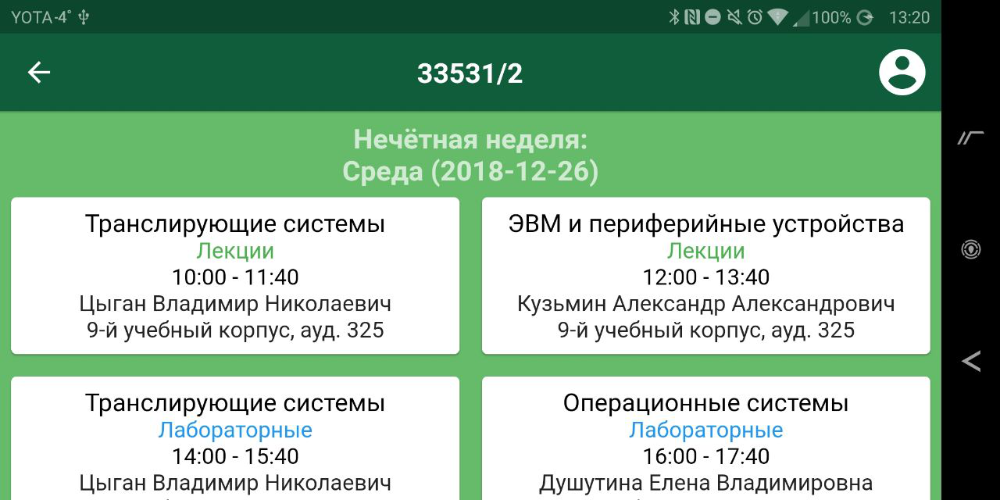 YOTA-4°
100%
13:20
33531/2
Нечётная неделя:
Среда (2018-12-26)
Транслирующие системы
Лекции
10:00 - 11:40
Цыган Владимир Николаевич
9-й учебный корпус, ауд. 325
ЭВМ и периферийные устройства
Лекции
12:00 - 13:40
Кузьмин Александр Александрович
9-й учебный корпус, ауд. 325
Транслирующие системы
Лабораторные
14:00 - 15:40
Цыган Владимир Николаевич
Операционные системы
Лабораторные
16:00 - 17:40
Душутина Елена Владимировна